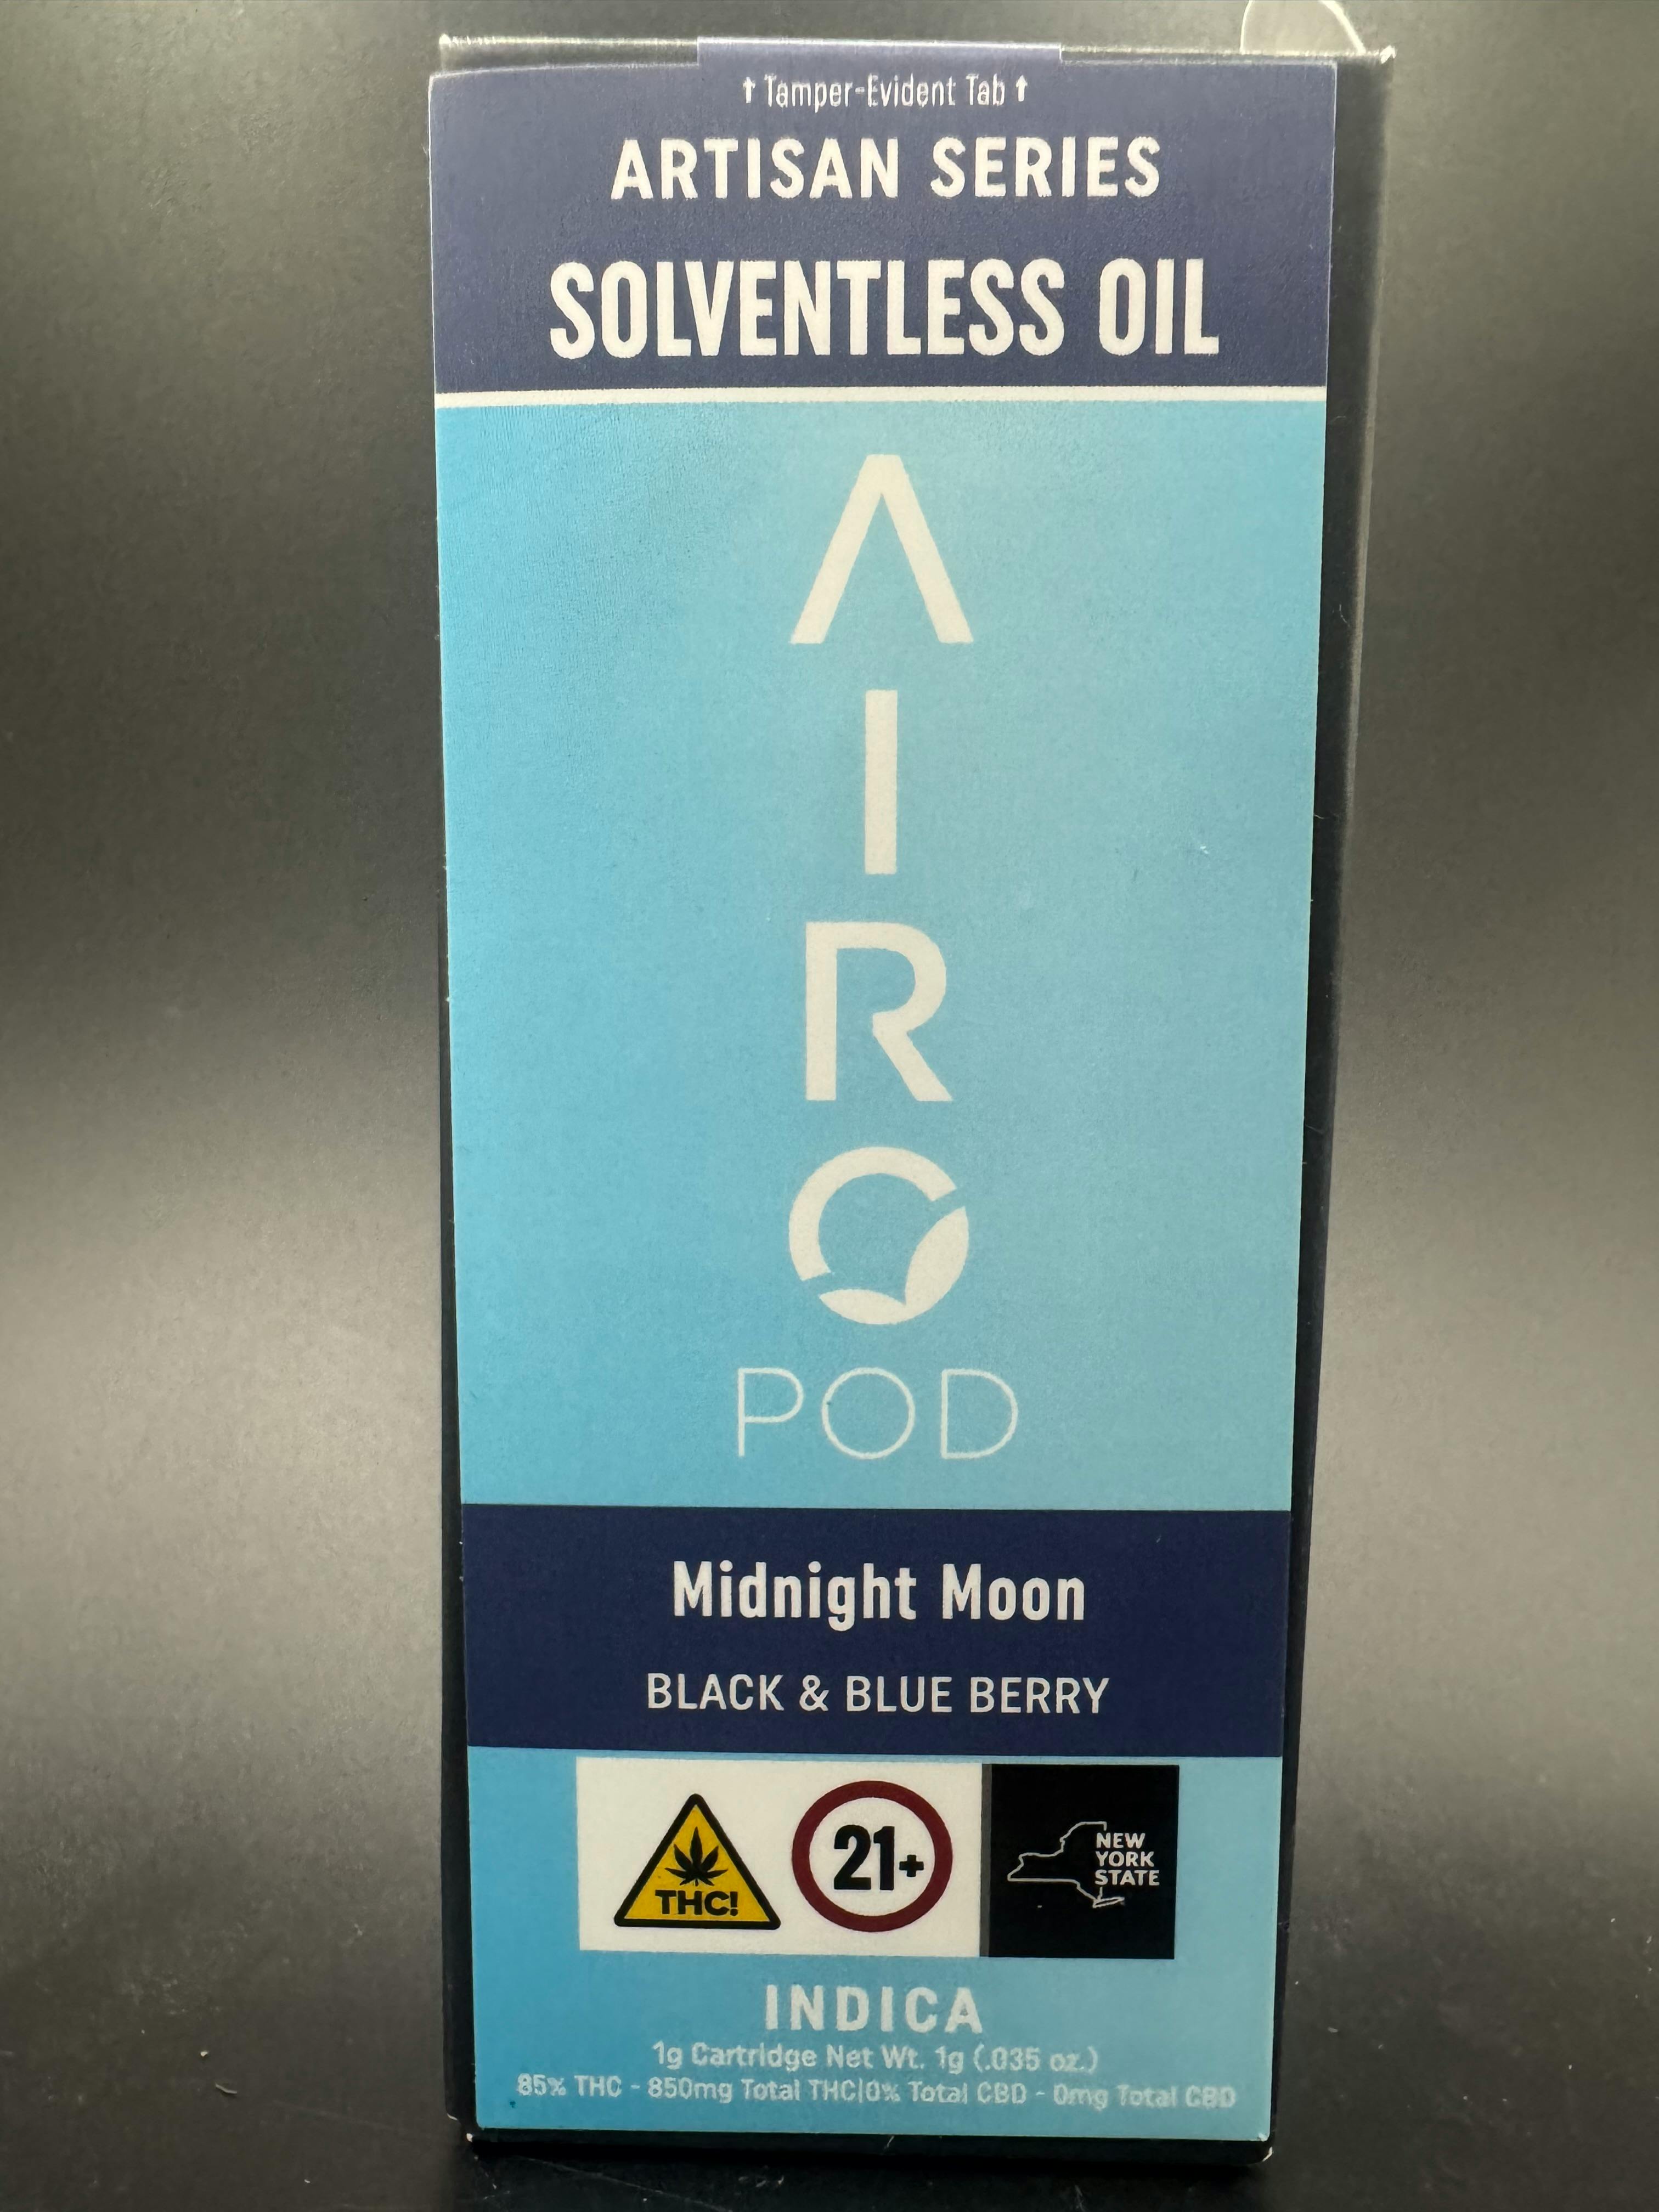 ↑ Tamper-Evident Tab ↑
ARTISAN SERIES
SOLVENTLESS OIL
AIRO
POD
Midnight Moon
BLACK & BLUE BERRY
THC!
21+
NEW
YORK
STATE
INDICA
1g Cartridge Net Wt. 1g (.035 oz.)
85% THC - 850mg Total THC|0% Total CBD - 0mg Total CBD